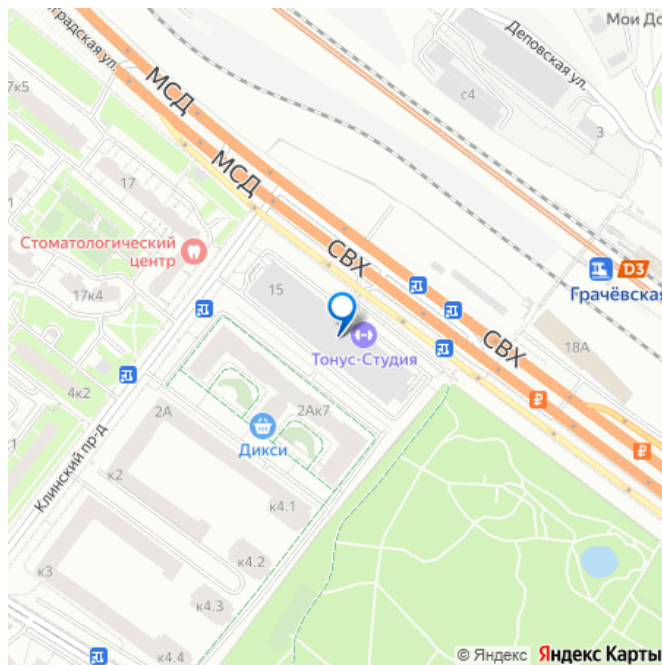 Мои До
градская ул.
МСД
Деповская ул.
7к5
с4
3
МСД
17
Стоматологический
центр
СВХ
D3
Грачёвская
15
17к4
СВХ
18А
Тонус-Студия
4к2
2А
2Ак7
Дикси
21
₽
Клинский пр-д
к2
₽
к4.1
к4.2
к3
к4.3
к4.4
© Яндекс Яндекс Карты